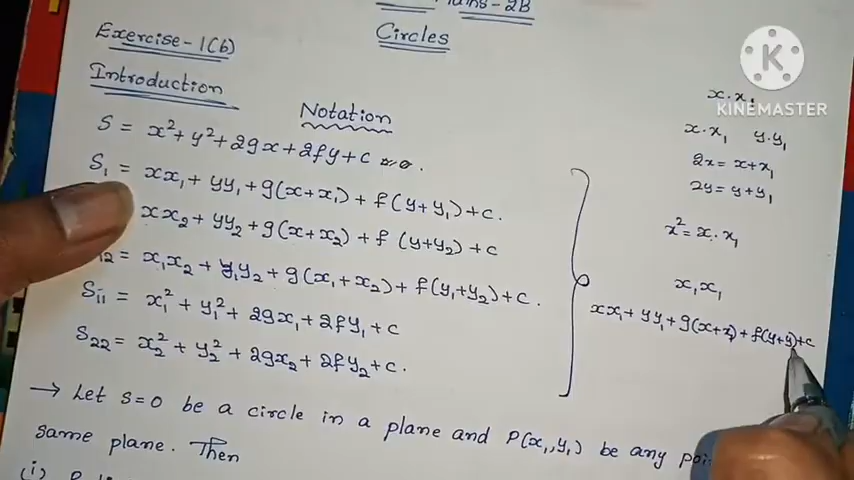 Maths-2B
Circles
Exercise-1(b)
Introduction
Notation
S = x² + y² + 2gx + 2fy + c = 0.
S₁ = xx₁ + yy₁ + g(x+x₁) + f(y+y₁) + c.
xx₂ + yy₂ + g(x+x₂) + f(y+y₂) + c
₁₂ = x₁x₂ + y₁y₂ + g(x₁+x₂) + f(y₁+y₂) + c.
S₁₁ = x₁² + y₁² + 2gx₁ + 2fy₁ + c
S₂₂ = x₂² + y₂² + 2gx₂ + 2fy₂ + c.
→ Let S=0 be a circle in a plane and P(x₁,y₁) be any
same plane. Then
(i)
KINEMASTER
x.x₁
x.x₁ y.y₁
2x = x+x₁
2y = y+y₁
x² = x.x₁
x₁x₁
xx₁ + yy₁ + g(x+x₁) + f(y+y₁)+c